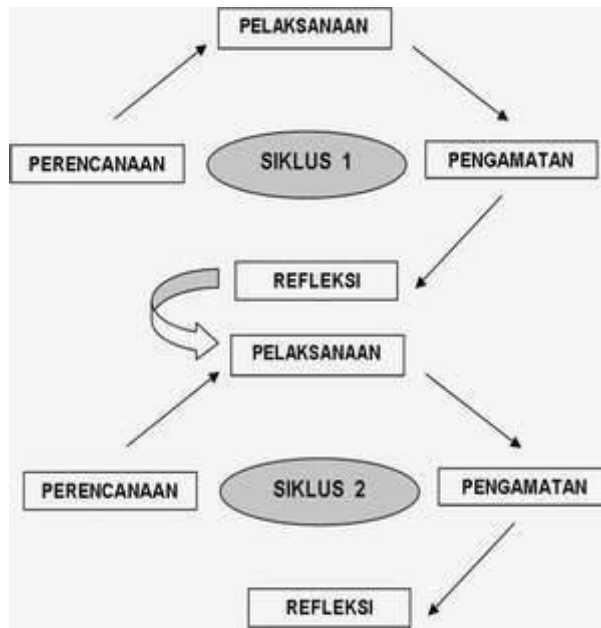 PELAKSANAAN
PERENCANAAN
SIKLUS 1
PENGAMATAN
REFLEKSI
PELAKSANAAN
PERENCANAAN
SIKLUS 2
PENGAMATAN
REFLEKSI